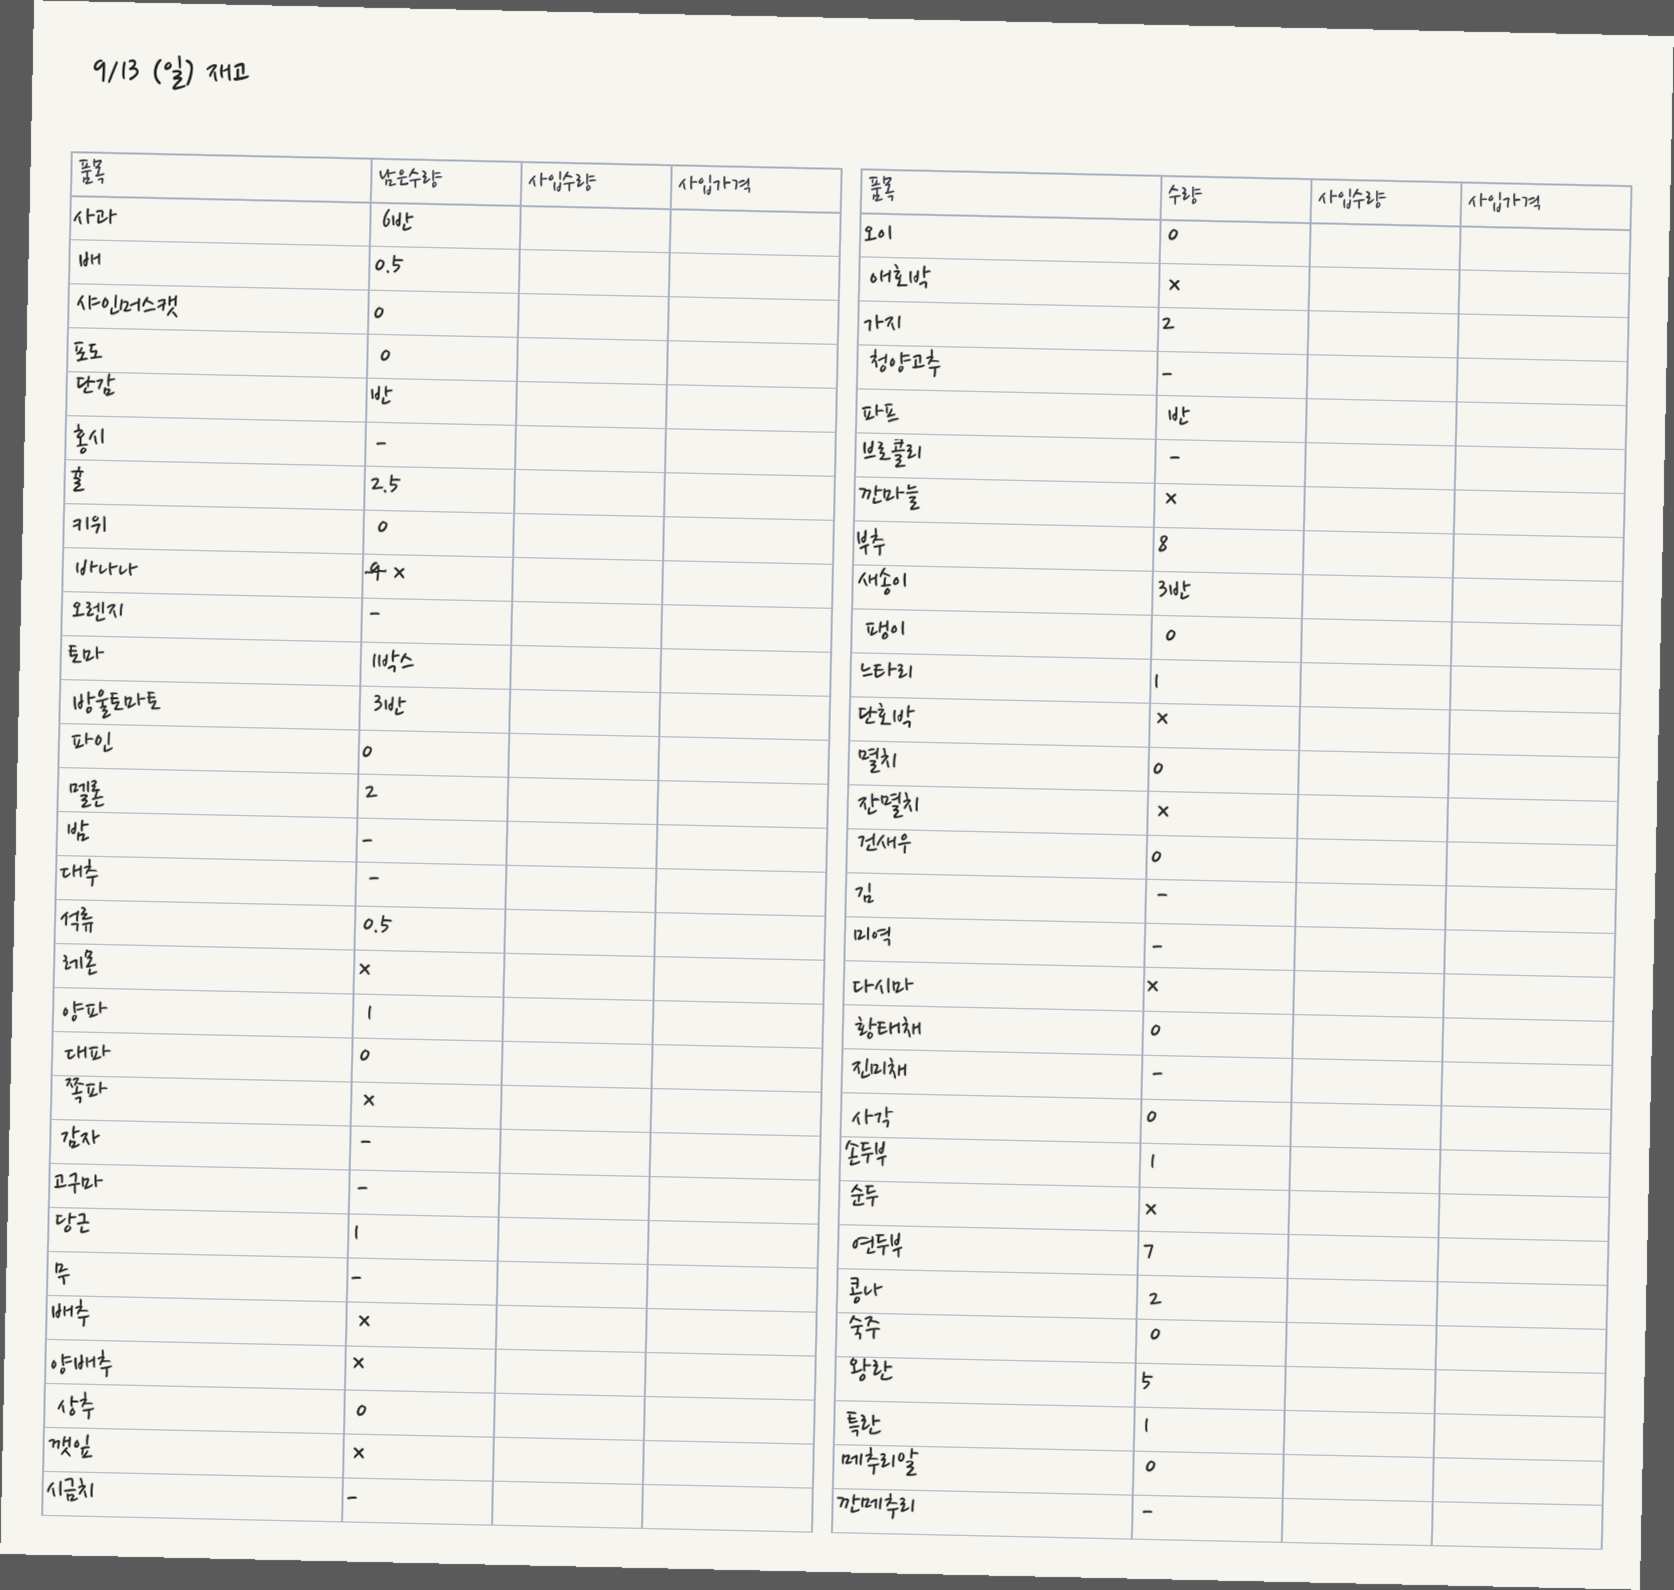 9/13 (일) 재고
품목 남은수량 사입수량 사입가격
사과 6반
배 0.5
샤인머스캣 0
포도 0
단감 반
홍시 -
귤 2.5
키위 0
바나나 4 x
오렌지 -
토마 11박스
방울토마토 3반
파인 0
멜론 2
밤 -
대추 -
석류 0.5
레몬 x
양파 1
대파 0
쪽파 x
감자 -
고구마 -
당근 1
무 -
배추 x
양배추 x
상추 0
깻잎 x
시금치 -
품목 수량 사입수량 사입가격
오이 0
애호박 x
가지 2
청양고추 -
파프 반
브로콜리 -
깐마늘 x
부추 8
새송이 3반
팽이 0
느타리 1
단호박 x
멸치 0
잔멸치 x
건새우 0
김 -
미역 -
다시마 x
황태채 0
진미채 -
사각 0
손두부 1
순두 x
연두부 7
콩나 2
숙주 0
왕란 5
특란 1
메추리알 0
깐메추리 -